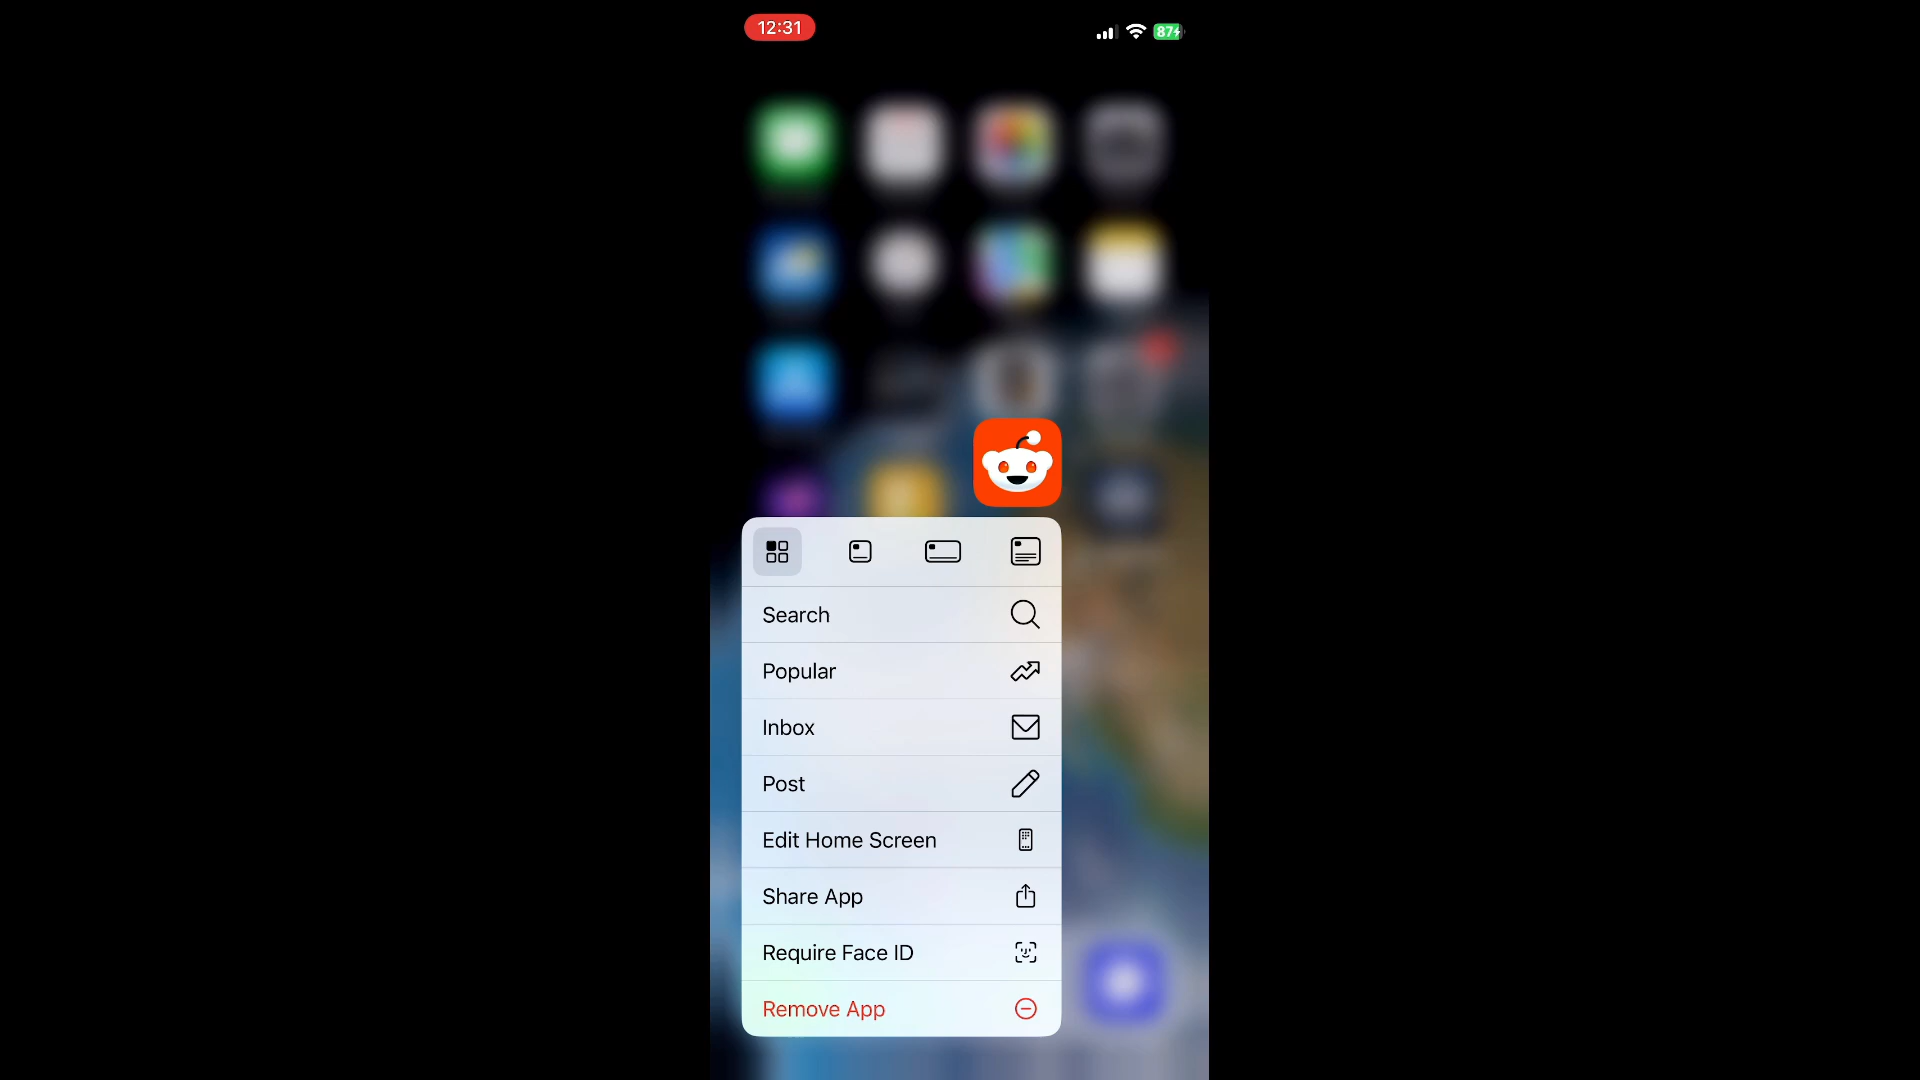 12:31
87
Search
Popular
Inbox
Post
Edit Home Screen
Share App
Require Face ID
Remove App